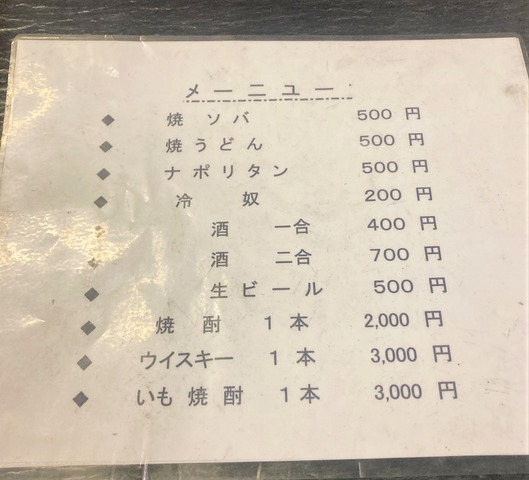 メーニュー
◆ 焼 ソバ 500 円
◆ 焼うどん 500 円
◆ ナポリタン 500 円
◆ 冷 奴 200 円
◆ 酒 一合 400 円
◆ 酒 二合 700 円
◆ 生ビール 500 円
◆ 焼 酎 1 本 2,000 円
◆ ウイスキー 1 本 3,000 円
◆ いも 焼 酎 1 本 3,000 円